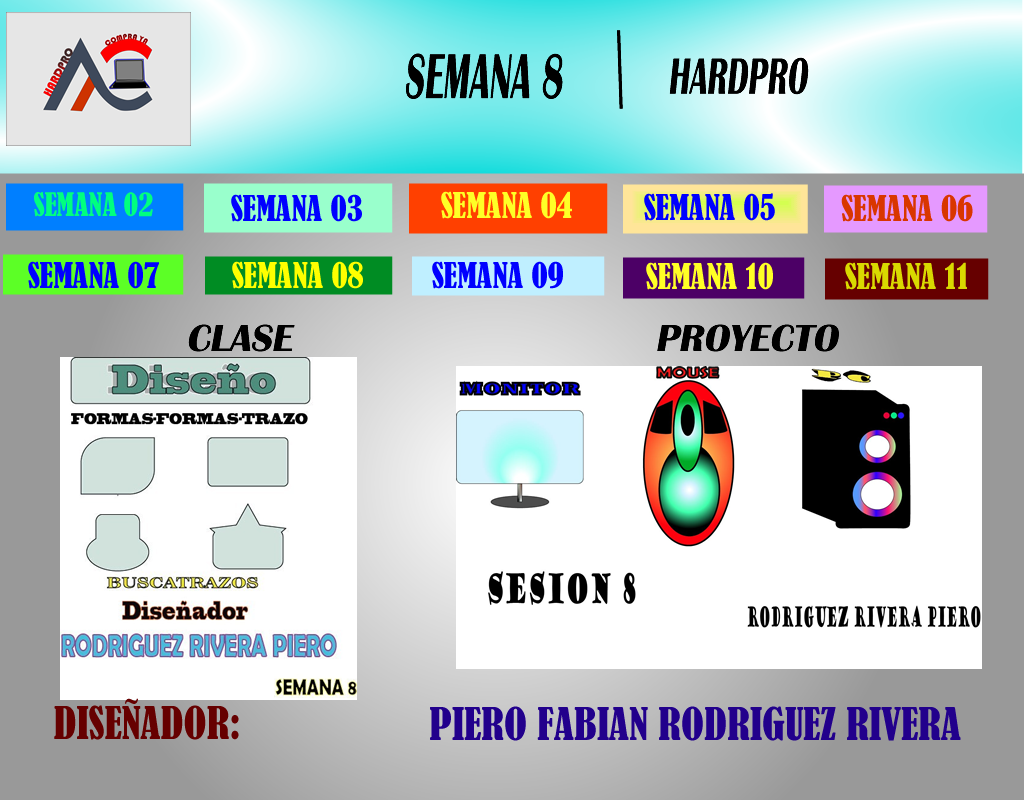 HARDPRO
COMPRA YA
SEMANA 8
HARDPRO
SEMANA 02
SEMANA 03
SEMANA 04
SEMANA 05
SEMANA 06
SEMANA 07
SEMANA 08
SEMANA 09
SEMANA 10
SEMANA 11
CLASE
PROYECTO
Diseño
FORMAS-FORMAS-TRAZO
BUSCATRAZOS
Diseñador
RODRIGUEZ RIVERA PIERO
SEMANA 8
MONITOR
MOUSE
PC
SESION 8
RODRIGUEZ RIVERA PIERO
DISEÑADOR:
PIERO FABIAN RODRIGUEZ RIVERA